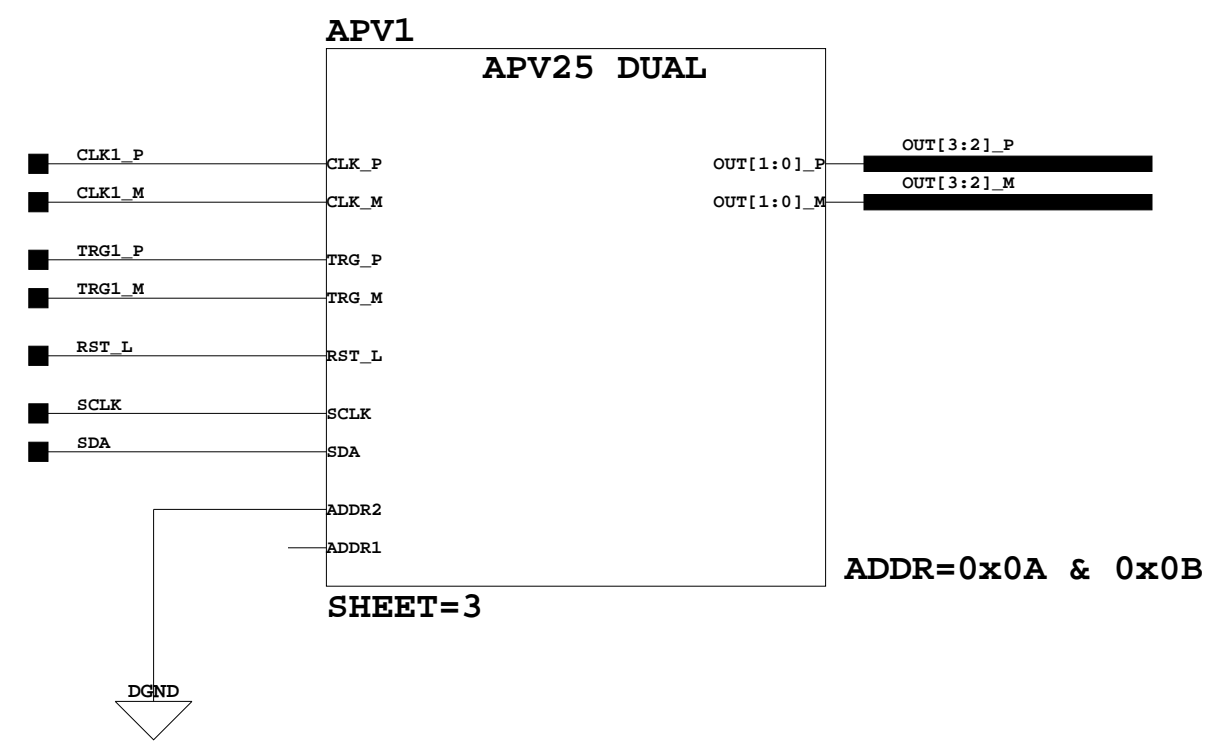 APV1
APV25 DUAL
CLK1_P
CLK_P
OUT[1:0]_P
OUT[3:2]_P
CLK1_M
CLK_M
OUT[1:0]_M
OUT[3:2]_M
TRG1_P
TRG_P
TRG1_M
TRG_M
RST_L
RST_L
SCLK
SCLK
SDA
SDA
ADDR2
ADDR1
ADDR=0x0A & 0x0B
SHEET=3
DGND